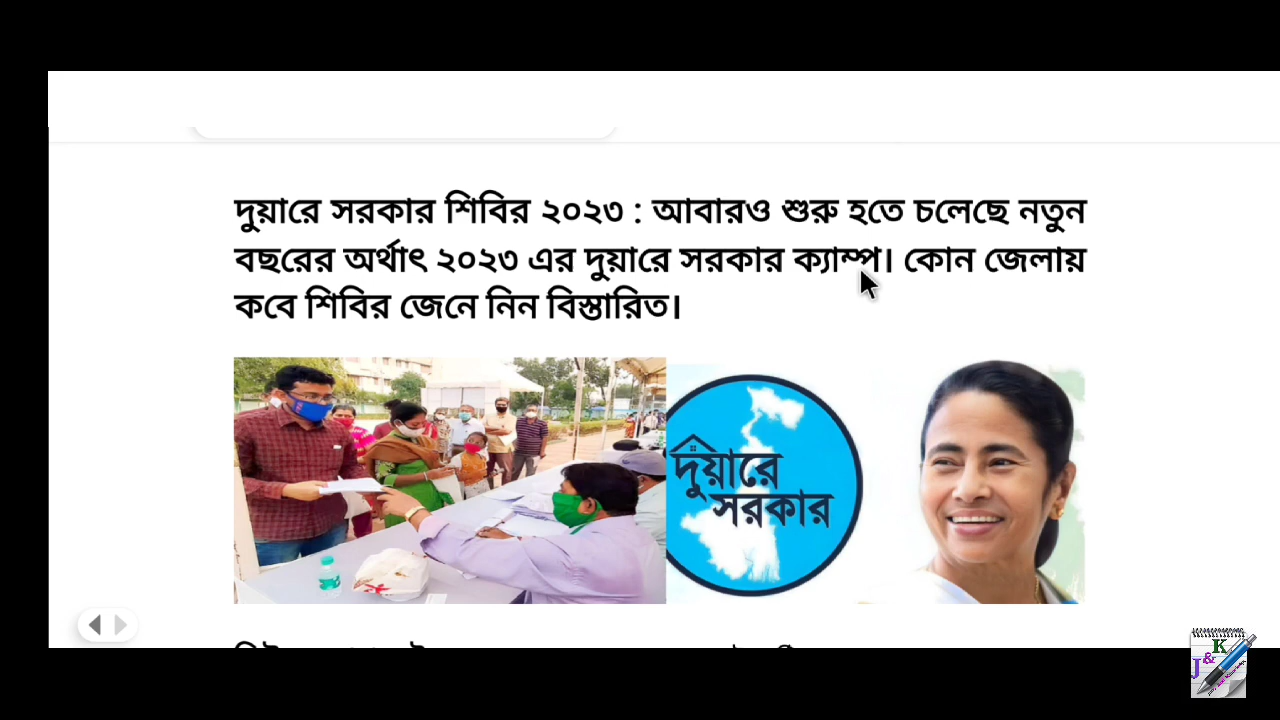 দুয়ারে সরকার শিবির ২০২৩ : আবারও শুরু হতে চলেছে নতুন
বছরের অর্থাৎ ২০২৩ এর দুয়ারে সরকার ক্যাম্প। কোন জেলায়
কবে শিবির জেনে নিন বিস্তারিত।
দুয়ারে
সরকার
J&K